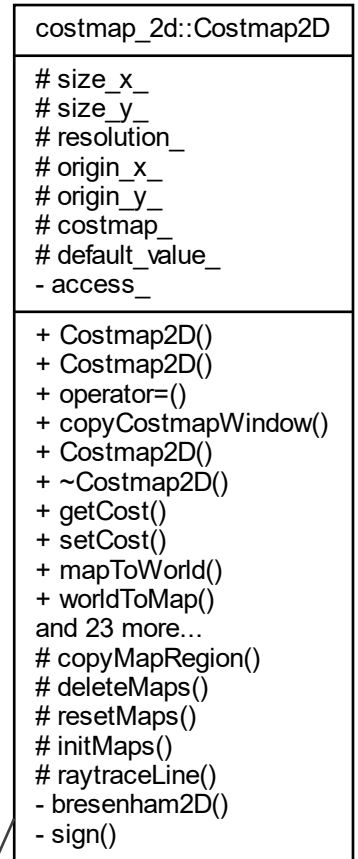 costmap_2d::Costmap2D
# size_x_
# size_y_
# resolution_
# origin_x_
# origin_y_
# costmap_
# default_value_
- access_
+ Costmap2D()
+ Costmap2D()
+ operator=()
+ copyCostmapWindow()
+ Costmap2D()
+ ~Costmap2D()
+ getCost()
+ setCost()
+ mapToWorld()
+ worldToMap()
and 23 more...
# copyMapRegion()
# deleteMaps()
# resetMaps()
# initMaps()
# raytraceLine()
- bresenham2D()
- sign()